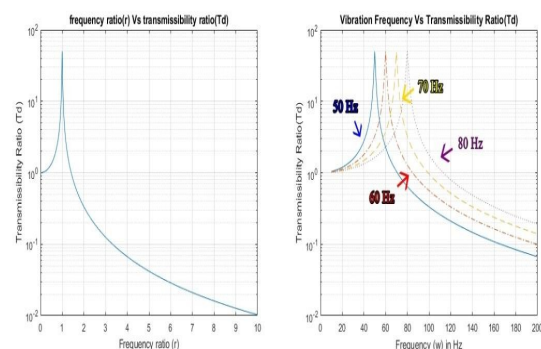 frequency ratio(r) Vs transmissibility ratio(Td)
10^2
10^1
10^0
10^-1
10^-2
Transmissibility Ratio (Td)
0 1 2 3 4 5 6 7 8 9 10
Frequency ratio (r)
Vibration Frequency Vs Transmissibility Ratio(Td)
10^2
10^1
10^0
10^-1
10^-2
Transmissibility Ratio (Td)
50 Hz
70 Hz
80 Hz
60 Hz
0 20 40 60 80 100 120 140 160 180 200
Frequency (w) in Hz